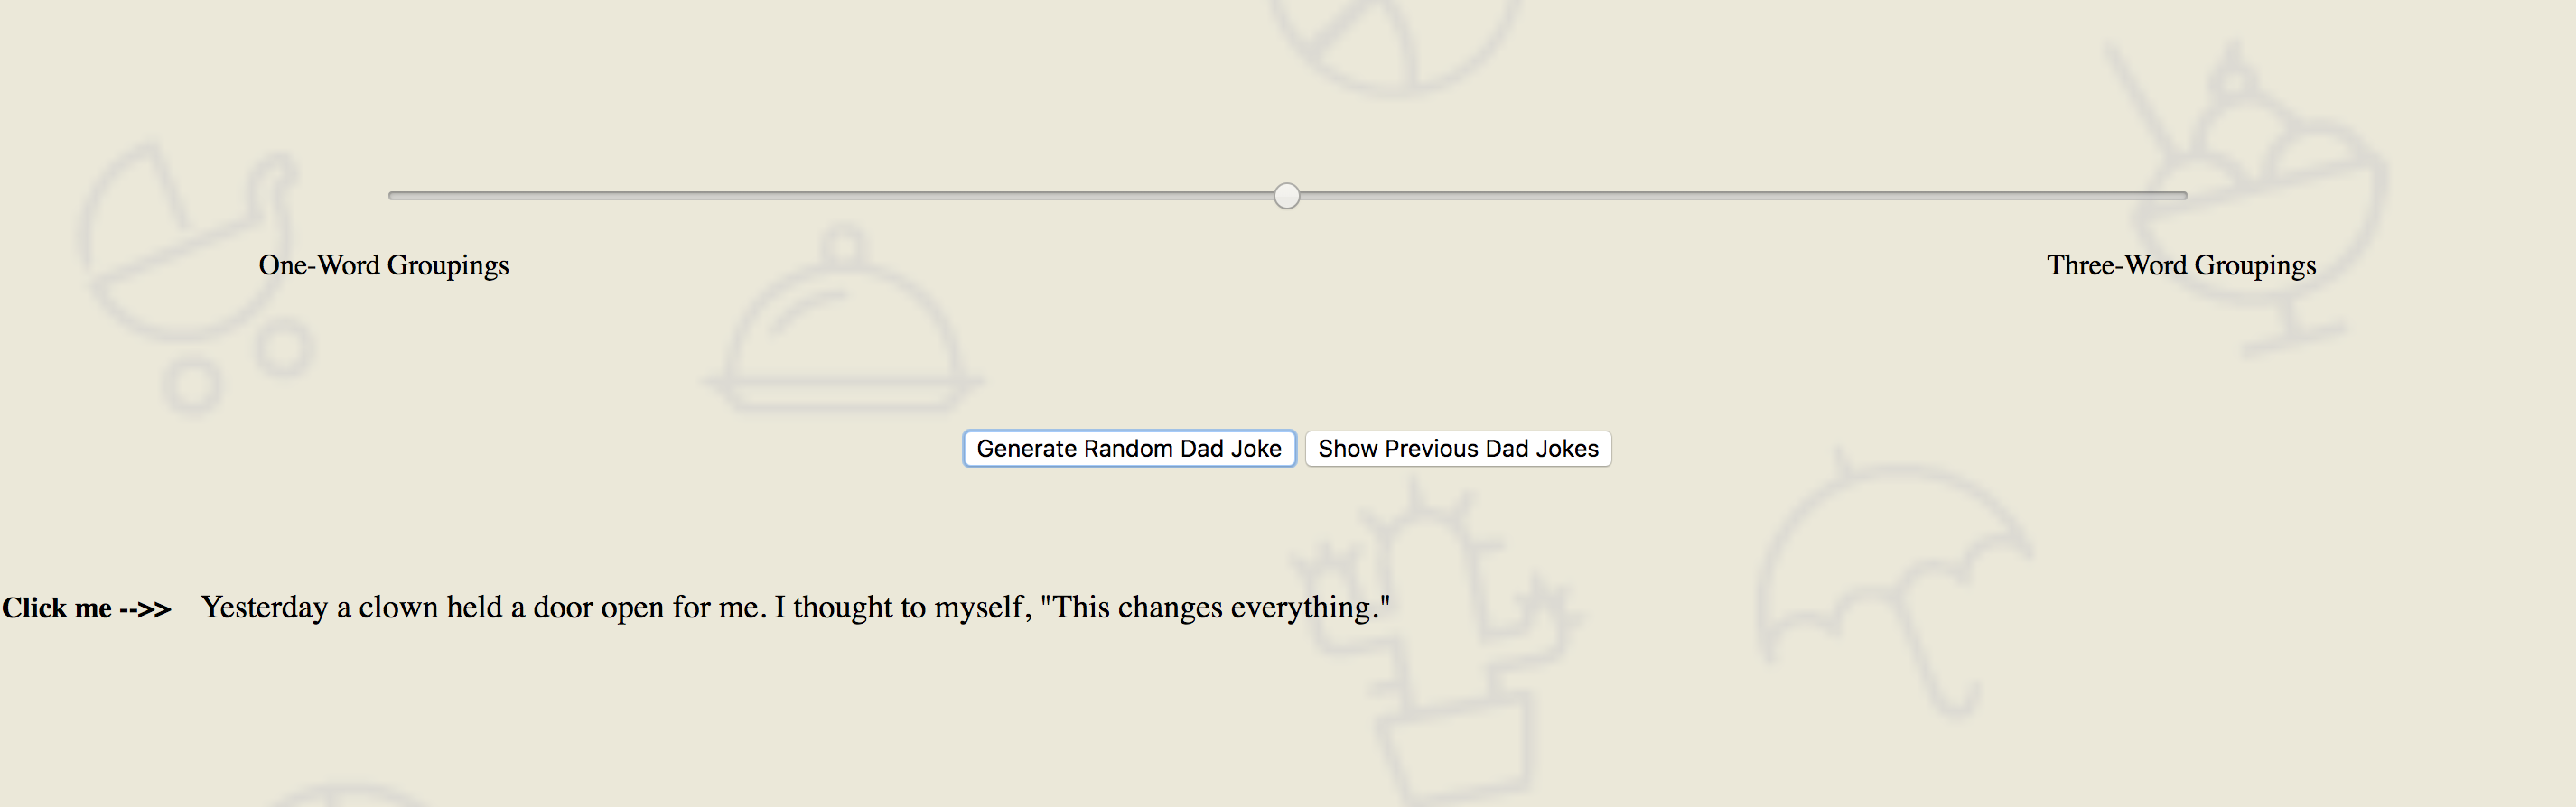 One-Word Groupings Three-Word Groupings
Generate Random Dad Joke Show Previous Dad Jokes
Click me -->> Yesterday a clown held a door open for me. I thought to myself, "This changes everything."